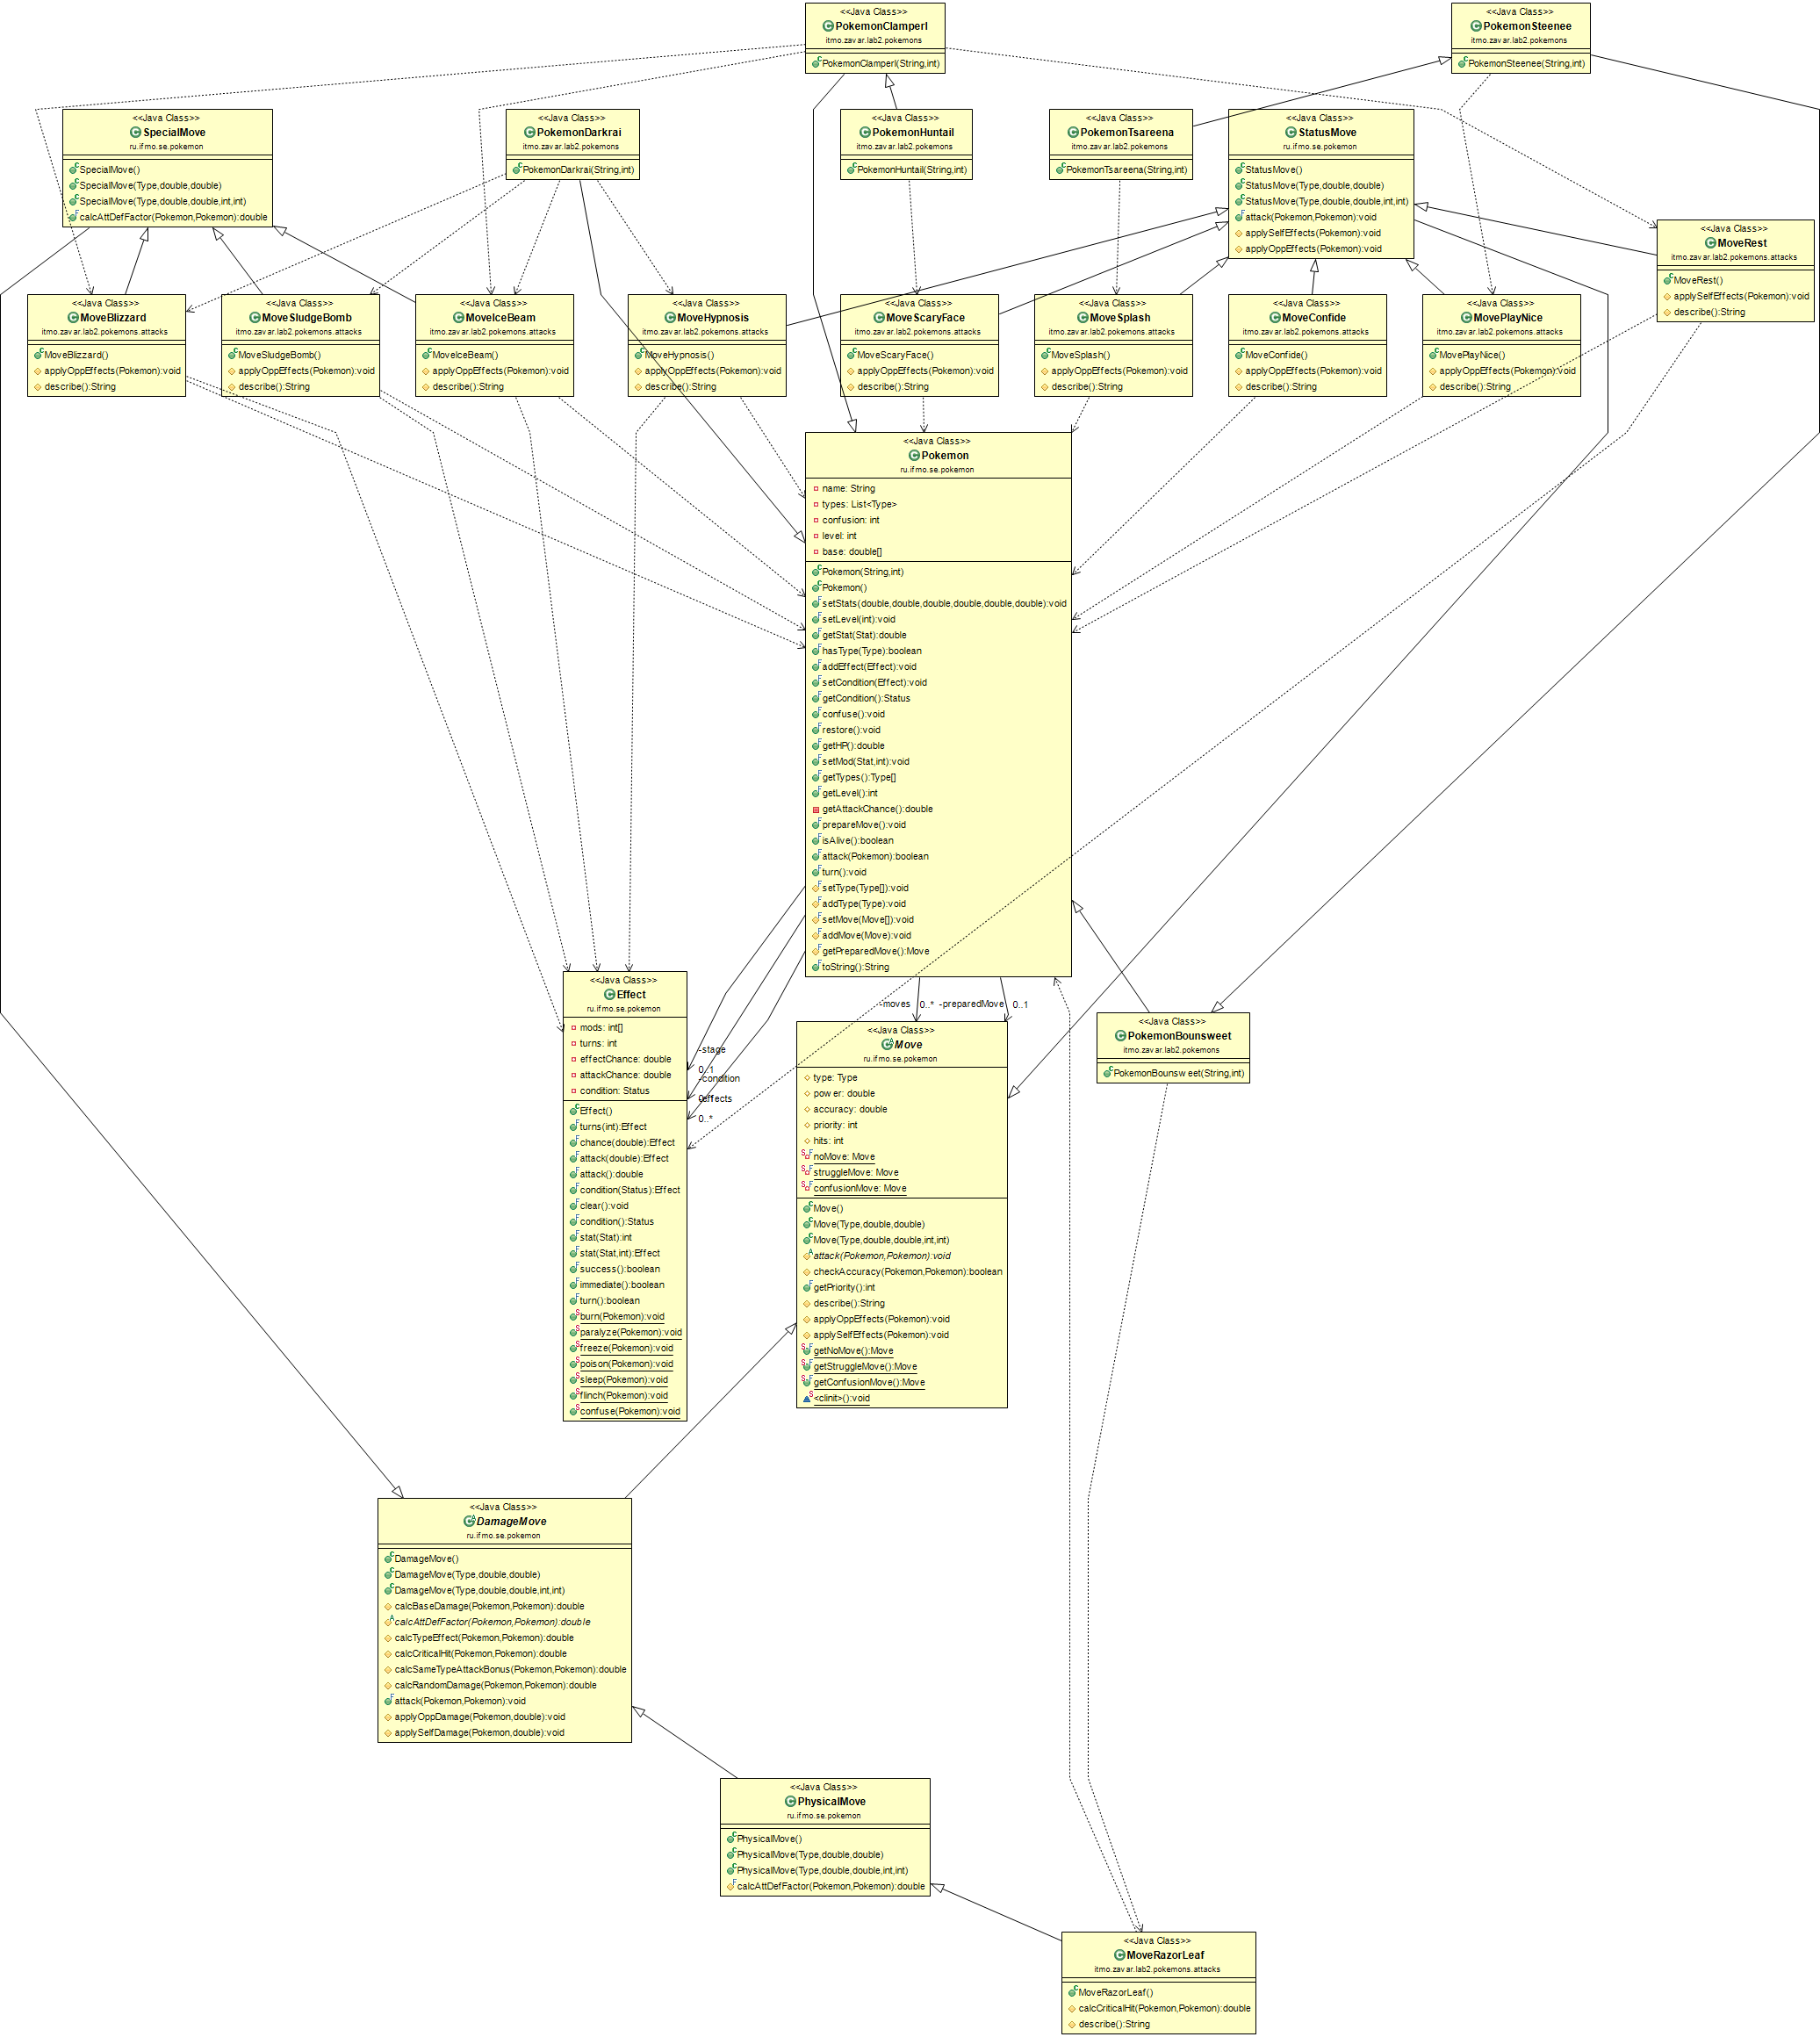 <<Java Class>>
PokemonClamperl
itmo.zavar.lab2.pokemons
PokemonClamperl(String,int)
<<Java Class>>
PokemonSteenee
itmo.zavar.lab2.pokemons
PokemonSteenee(String,int)
<<Java Class>>
SpecialMove
ru.ifmo.se.pokemon
SpecialMove()
SpecialMove(Type,double,double)
SpecialMove(Type,double,double,int,int)
calcAttDefFactor(Pokemon,Pokemon):double
<<Java Class>>
PokemonDarkrai
itmo.zavar.lab2.pokemons
PokemonDarkrai(String,int)
<<Java Class>>
PokemonHuntail
itmo.zavar.lab2.pokemons
PokemonHuntail(String,int)
<<Java Class>>
PokemonTsareena
itmo.zavar.lab2.pokemons
PokemonTsareena(String,int)
<<Java Class>>
StatusMove
ru.ifmo.se.pokemon
StatusMove()
StatusMove(Type,double,double)
StatusMove(Type,double,double,int,int)
attack(Pokemon,Pokemon):void
applySelfEffects(Pokemon):void
applyOppEffects(Pokemon):void
<<Java Class>>
MoveRest
itmo.zavar.lab2.pokemons.attacks
MoveRest()
applySelfEffects(Pokemon):void
describe():String
<<Java Class>>
MoveBlizzard
itmo.zavar.lab2.pokemons.attacks
MoveBlizzard()
applyOppEffects(Pokemon):void
describe():String
<<Java Class>>
MoveSludgeBomb
itmo.zavar.lab2.pokemons.attacks
MoveSludgeBomb()
applyOppEffects(Pokemon):void
describe():String
<<Java Class>>
MoveIceBeam
itmo.zavar.lab2.pokemons.attacks
MoveIceBeam()
applyOppEffects(Pokemon):void
describe():String
<<Java Class>>
MoveHypnosis
itmo.zavar.lab2.pokemons.attacks
MoveHypnosis()
applyOppEffects(Pokemon):void
describe():String
<<Java Class>>
MoveScaryFace
itmo.zavar.lab2.pokemons.attacks
MoveScaryFace()
applyOppEffects(Pokemon):void
describe():String
<<Java Class>>
MoveSplash
itmo.zavar.lab2.pokemons.attacks
MoveSplash()
applyOppEffects(Pokemon):void
describe():String
<<Java Class>>
MoveConfide
itmo.zavar.lab2.pokemons.attacks
MoveConfide()
applyOppEffects(Pokemon):void
describe():String
<<Java Class>>
MovePlayNice
itmo.zavar.lab2.pokemons.attacks
MovePlayNice()
applyOppEffects(Pokemon):void
describe():String
<<Java Class>>
Pokemon
ru.ifmo.se.pokemon
name: String
types: List<Type>
confusion: int
level: int
base: double[]
Pokemon(String,int)
Pokemon()
setStats(double,double,double,double,double,double):void
setLevel(int):void
getStat(Stat):double
hasType(Type):boolean
addEffect(Effect):void
setCondition(Effect):void
getCondition():Status
confuse():void
restore():void
getHP():double
setMod(Stat,int):void
getTypes():Type[]
getLevel():int
getAttackChance():double
prepareMove():void
isAlive():boolean
attack(Pokemon):boolean
turn():void
setType(Type[]):void
addType(Type):void
setMove(Move[]):void
addMove(Move):void
getPreparedMove():Move
toString():String
-moves 0..* -preparedMove 0..1
<<Java Class>>
Effect
ru.ifmo.se.pokemon
mods: int[]
turns: int
effectChance: double
attackChance: double
condition: Status
Effect()
turns(int):Effect
chance(double):Effect
attack(double):Effect
attack():double
condition(Status):Effect
clear():void
condition():Status
stat(Stat):int
stat(Stat,int):Effect
success():boolean
immediate():boolean
turn():boolean
burn(Pokemon):void
paralyze(Pokemon):void
freeze(Pokemon):void
poison(Pokemon):void
sleep(Pokemon):void
flinch(Pokemon):void
confuse(Pokemon):void
-stage
0..1
-condition
-effects
0..*
<<Java Class>>
Move
ru.ifmo.se.pokemon
type: Type
power: double
accuracy: double
priority: int
hits: int
noMove: Move
struggleMove: Move
confusionMove: Move
Move()
Move(Type,double,double)
Move(Type,double,double,int,int)
attack(Pokemon,Pokemon):void
checkAccuracy(Pokemon,Pokemon):boolean
getPriority():int
describe():String
applyOppEffects(Pokemon):void
applySelfEffects(Pokemon):void
getNoMove():Move
getStruggleMove():Move
getConfusionMove():Move
<clinit>():void
<<Java Class>>
PokemonBounsweet
itmo.zavar.lab2.pokemons
PokemonBounsweet(String,int)
<<Java Class>>
DamageMove
ru.ifmo.se.pokemon
DamageMove()
DamageMove(Type,double,double)
DamageMove(Type,double,double,int,int)
calcBaseDamage(Pokemon,Pokemon):double
calcAttDefFactor(Pokemon,Pokemon):double
calcTypeEffect(Pokemon,Pokemon):double
calcCriticalHit(Pokemon,Pokemon):double
calcSameTypeAttackBonus(Pokemon,Pokemon):double
calcRandomDamage(Pokemon,Pokemon):double
attack(Pokemon,Pokemon):void
applyOppDamage(Pokemon,double):void
applySelfDamage(Pokemon,double):void
<<Java Class>>
PhysicalMove
ru.ifmo.se.pokemon
PhysicalMove()
PhysicalMove(Type,double,double)
PhysicalMove(Type,double,double,int,int)
calcAttDefFactor(Pokemon,Pokemon):double
<<Java Class>>
MoveRazorLeaf
itmo.zavar.lab2.pokemons.attacks
MoveRazorLeaf()
calcCriticalHit(Pokemon,Pokemon):double
describe():String